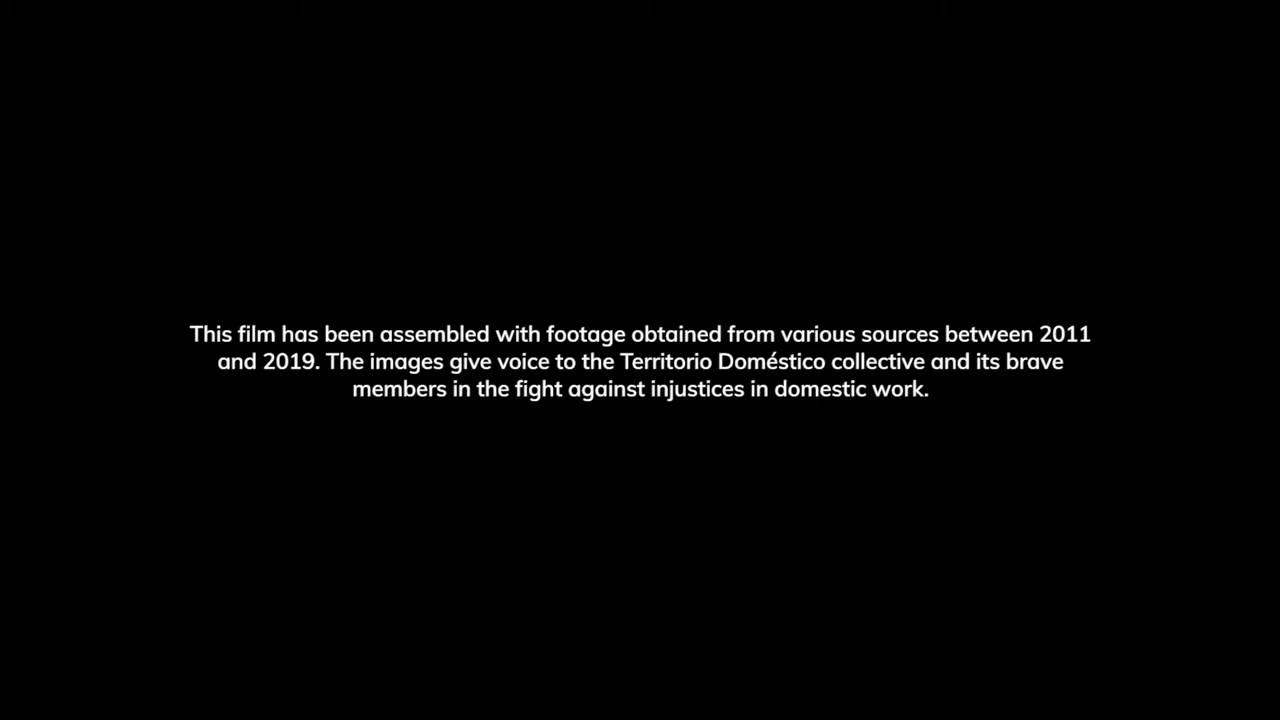 This film has been assembled with footage obtained from various sources between 2011
and 2019. The images give voice to the Territorio Doméstico collective and its brave
members in the fight against injustices in domestic work.